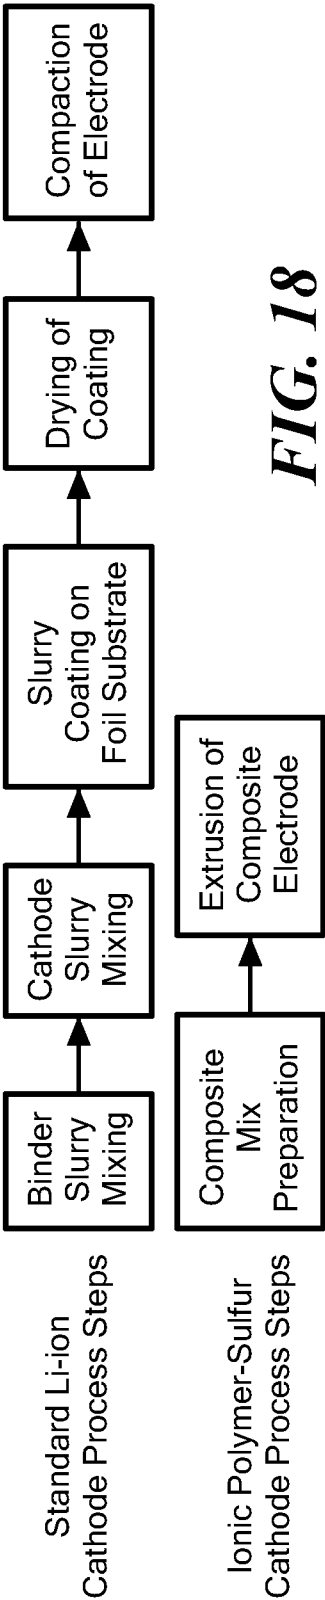 Standard Li-ion
Cathode Process Steps
Binder
Slurry
Mixing
Cathode
Slurry
Mixing
Slurry
Coating on
Foil Substrate
Drying of
Coating
Compaction
of Electrode
Ionic Polymer-Sulfur
Cathode Process Steps
Composite
Mix
Preparation
Extrusion of
Composite
Electrode
FIG. 18